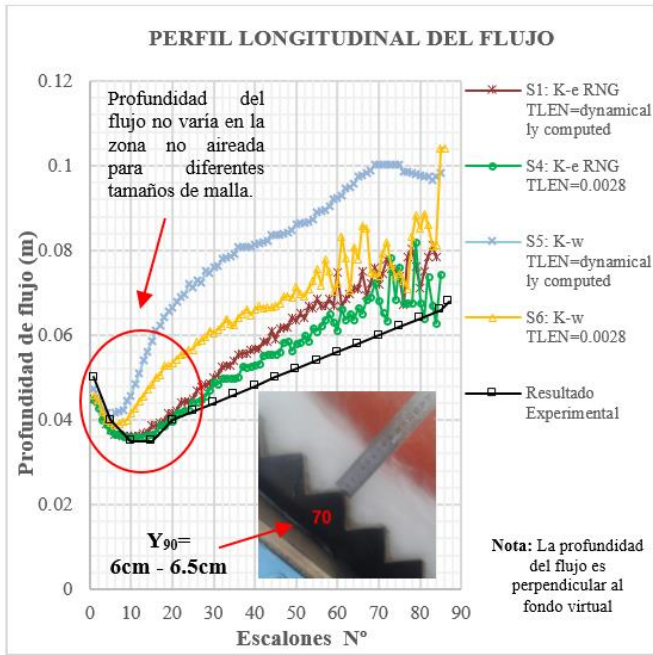 PERFIL LONGITUDINAL DEL FLUJO
0.12
0.1
0.08
0.06
0.04
0.02
0
Profundidad de flujo (m)
Profundidad del
flujo no varía en la
zona no aireada
para diferentes
tamaños de malla.
Y90=
6cm - 6.5cm
70
0 10 20 30 40 50 60 70 80 90
Escalones Nº
S1: K-e RNG
TLEN=dynamical
ly computed
S4: K-e RNG
TLEN=0.0028
S5: K-w
TLEN=dynamical
ly computed
S6: K-w
TLEN=0.0028
Resultado
Experimental
Nota: La profundidad
del flujo es
perpendicular al
fondo virtual